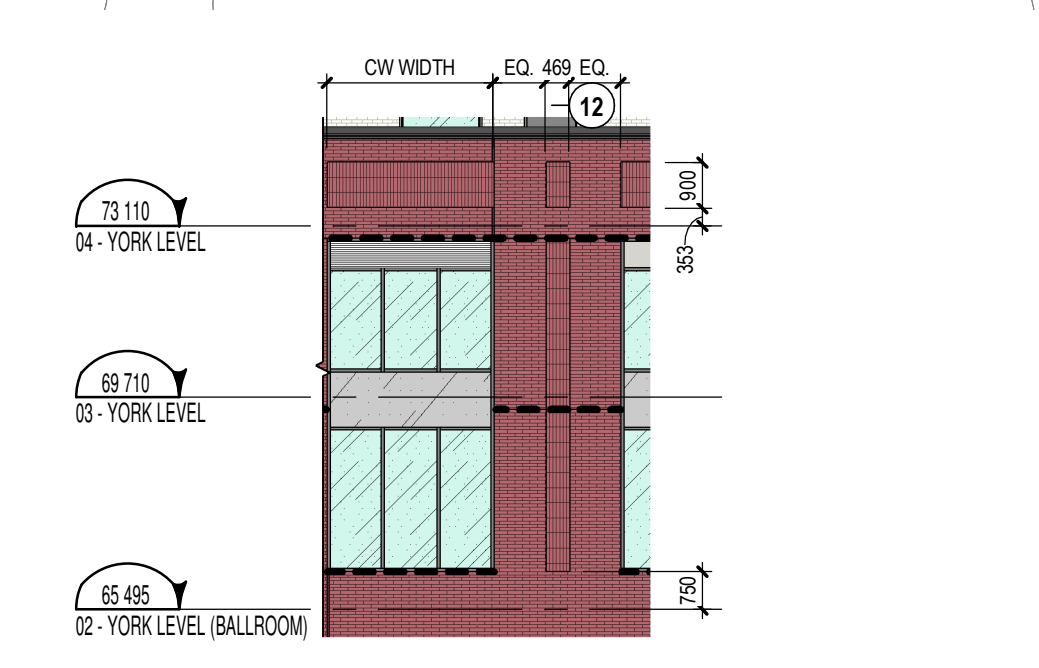 CW WIDTH EQ. 469 EQ.
12
900
73 110
04 - YORK LEVEL
353
69 710
03 - YORK LEVEL
750
65 495
02 - YORK LEVEL (BALLROOM)